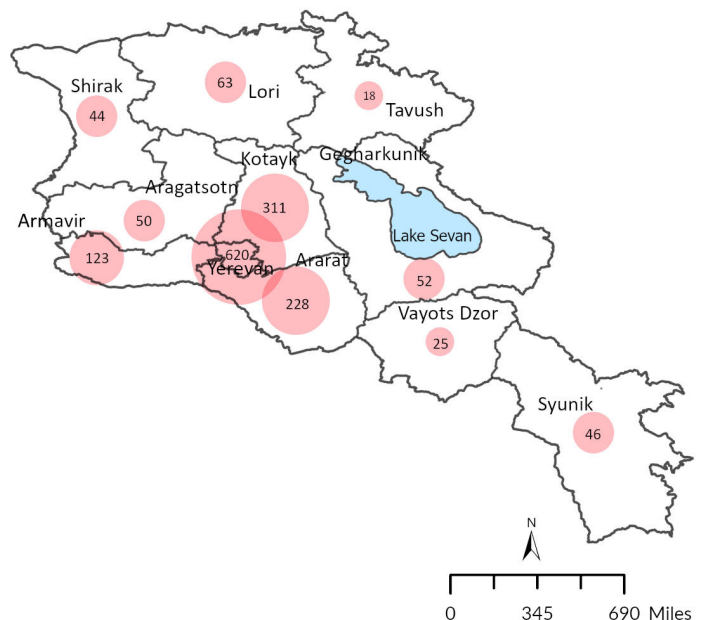 Shirak
44
63
Lori
18
Tavush
Kotayk
Gegharkunik
Aragatsotn
311
Armavir
50
Lake Sevan
123
620
Yerevan
Ararat
228
52
Vayots Dzor
25
Syunik
46
N
0 345 690 Miles